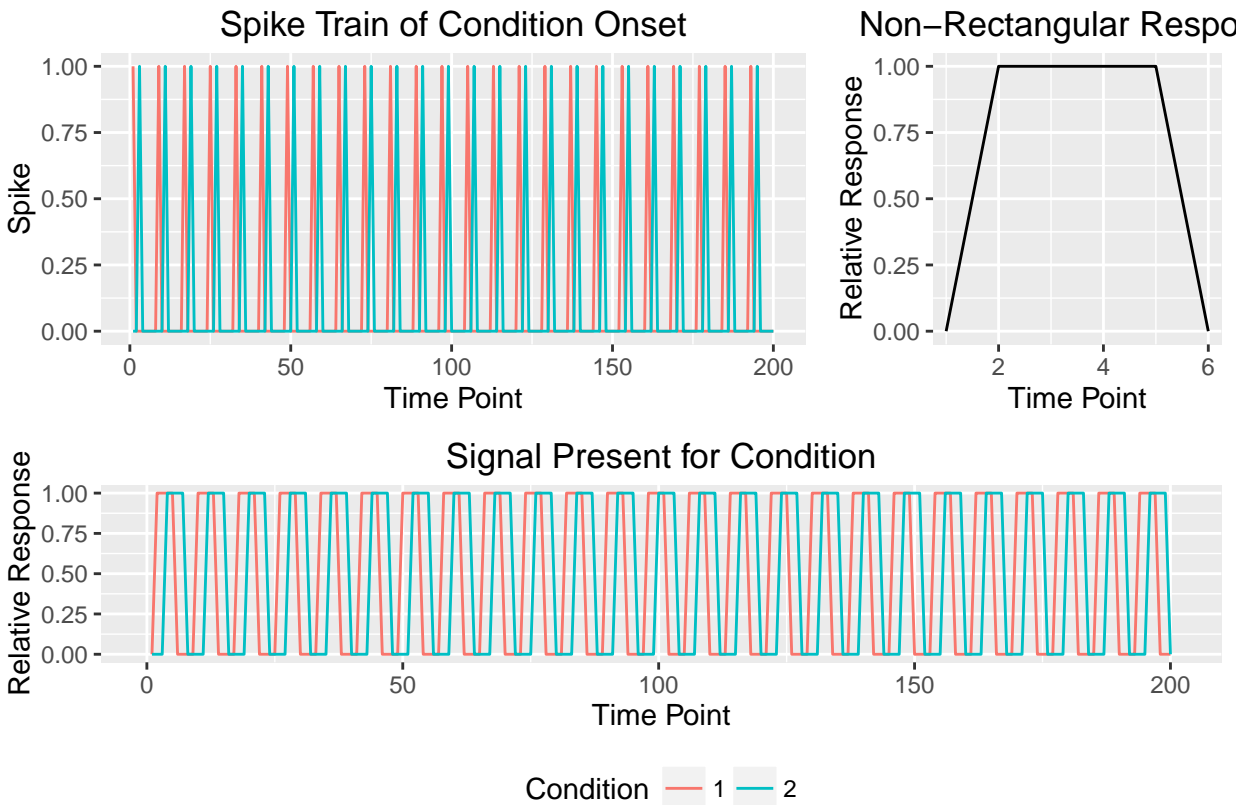 Spike Train of Condition Onset
Spike
1.00
0.75
0.50
0.25
0.00
0 50 100 150 200
Time Point
Non−Rectangular Respo
Relative Response
1.00
0.75
0.50
0.25
0.00
2 4 6
Time Point
Signal Present for Condition
Relative Response
1.00
0.75
0.50
0.25
0.00
0 50 100 150 200
Time Point
Condition 1 2